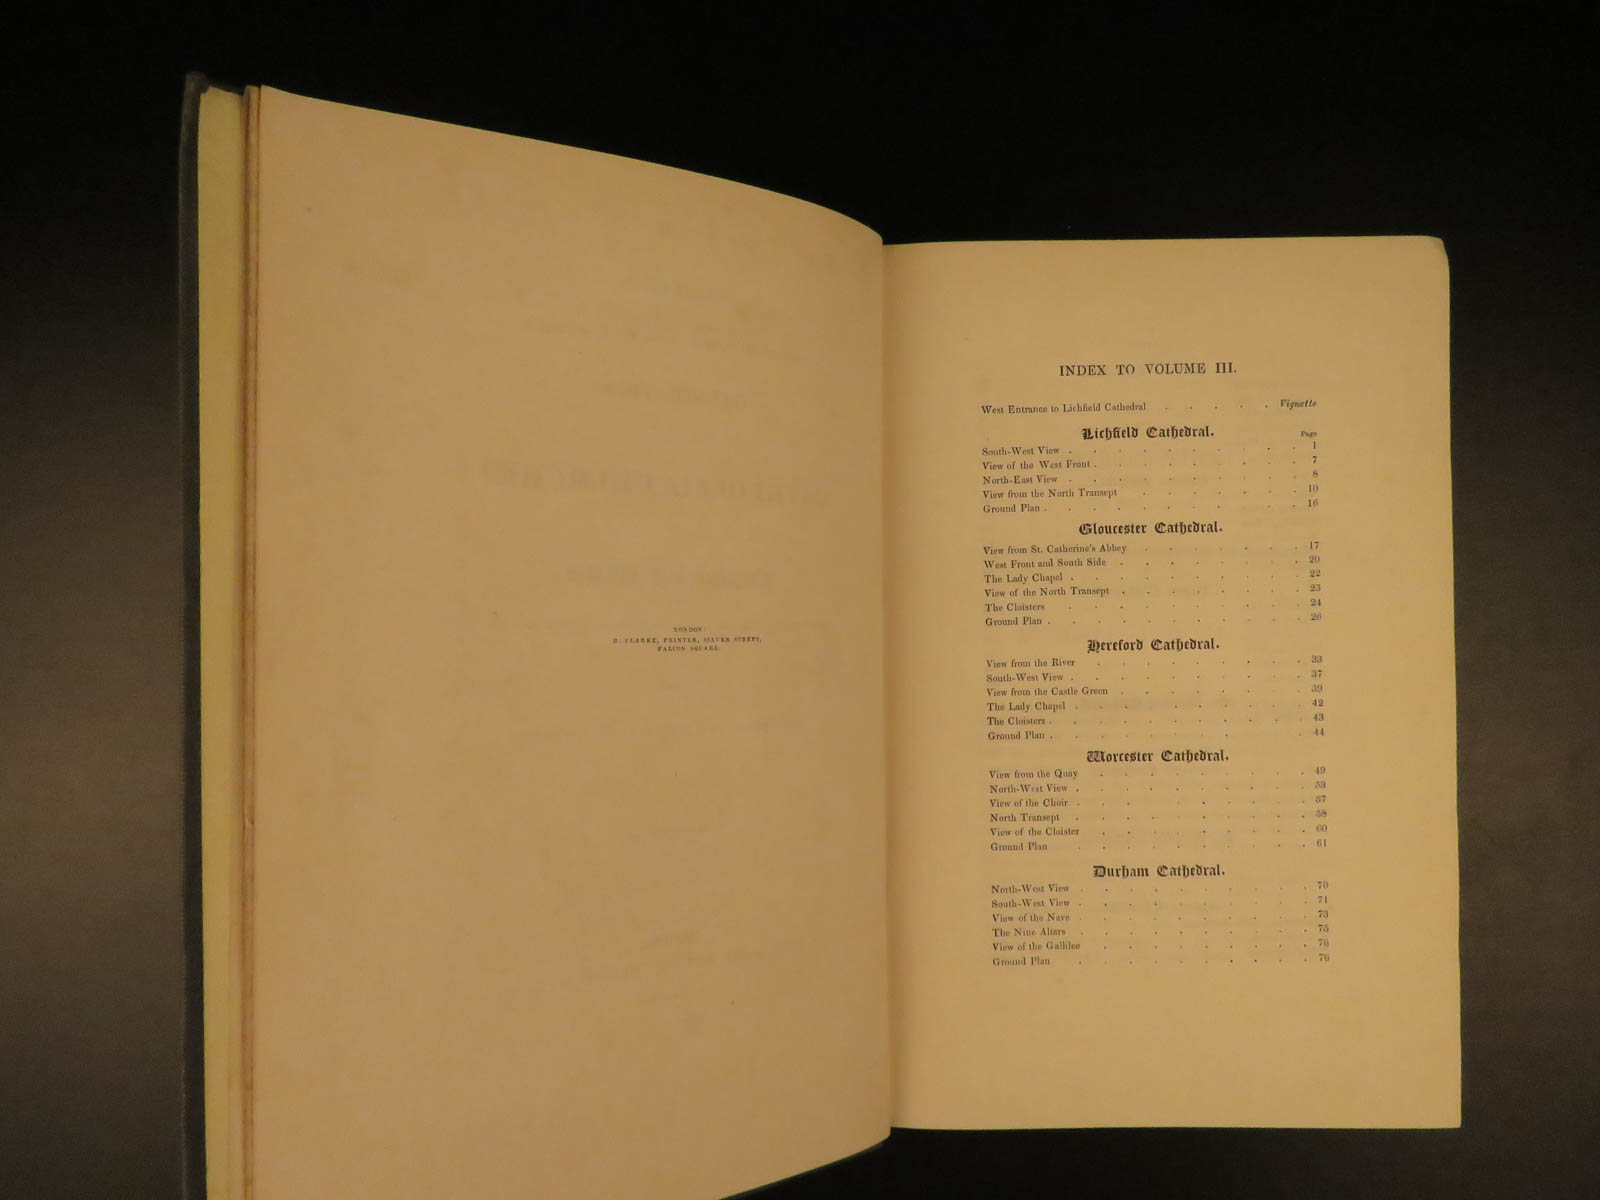 LONDON:
R. CLARKE, PRINTER, SILVER STREET,
FALCON SQUARE.
INDEX TO VOLUME III.
West Entrance to Lichfield Cathedral . . . . . Vignette
Lichfield Cathedral.
Page
South-West View . . . . . . . . . . 1
View of the West Front . . . . . . . . . 7
North-East View . . . . . . . . . . 8
View from the North Transept . . . . . . . 10
Ground Plan . . . . . . . . . . 16
Gloucester Cathedral.
View from St. Catherine's Abbey . . . . . . . 17
West Front and South Side . . . . . . . . 20
The Lady Chapel . . . . . . . . . . 22
View of the North Transept . . . . . . . . 23
The Cloisters . . . . . . . . . . 24
Ground Plan . . . . . . . . . . 26
Hereford Cathedral.
View from the River . . . . . . . . . 33
South-West View . . . . . . . . . . 37
View from the Castle Green . . . . . . . 39
The Lady Chapel . . . . . . . . . 42
The Cloisters . . . . . . . . . . 43
Ground Plan . . . . . . . . . 44
Worcester Cathedral.
View from the Quay . . . . . . . . . 49
North-West View . . . . . . . . . . 53
View of the Choir . . . . . . . . . 57
North Transept . . . . . . . . . 58
View of the Cloister . . . . . . . . . 60
Ground Plan . . . . . . . . . 61
Durham Cathedral.
North-West View . . . . . . . . . . 70
South-West View . . . . . . . . . 71
View of the Nave . . . . . . . . . . 73
The Nine Altars . . . . . . . . . . 75
View of the Gallilee . . . . . . . . . 76
Ground Plan . . . . . . . . . 76